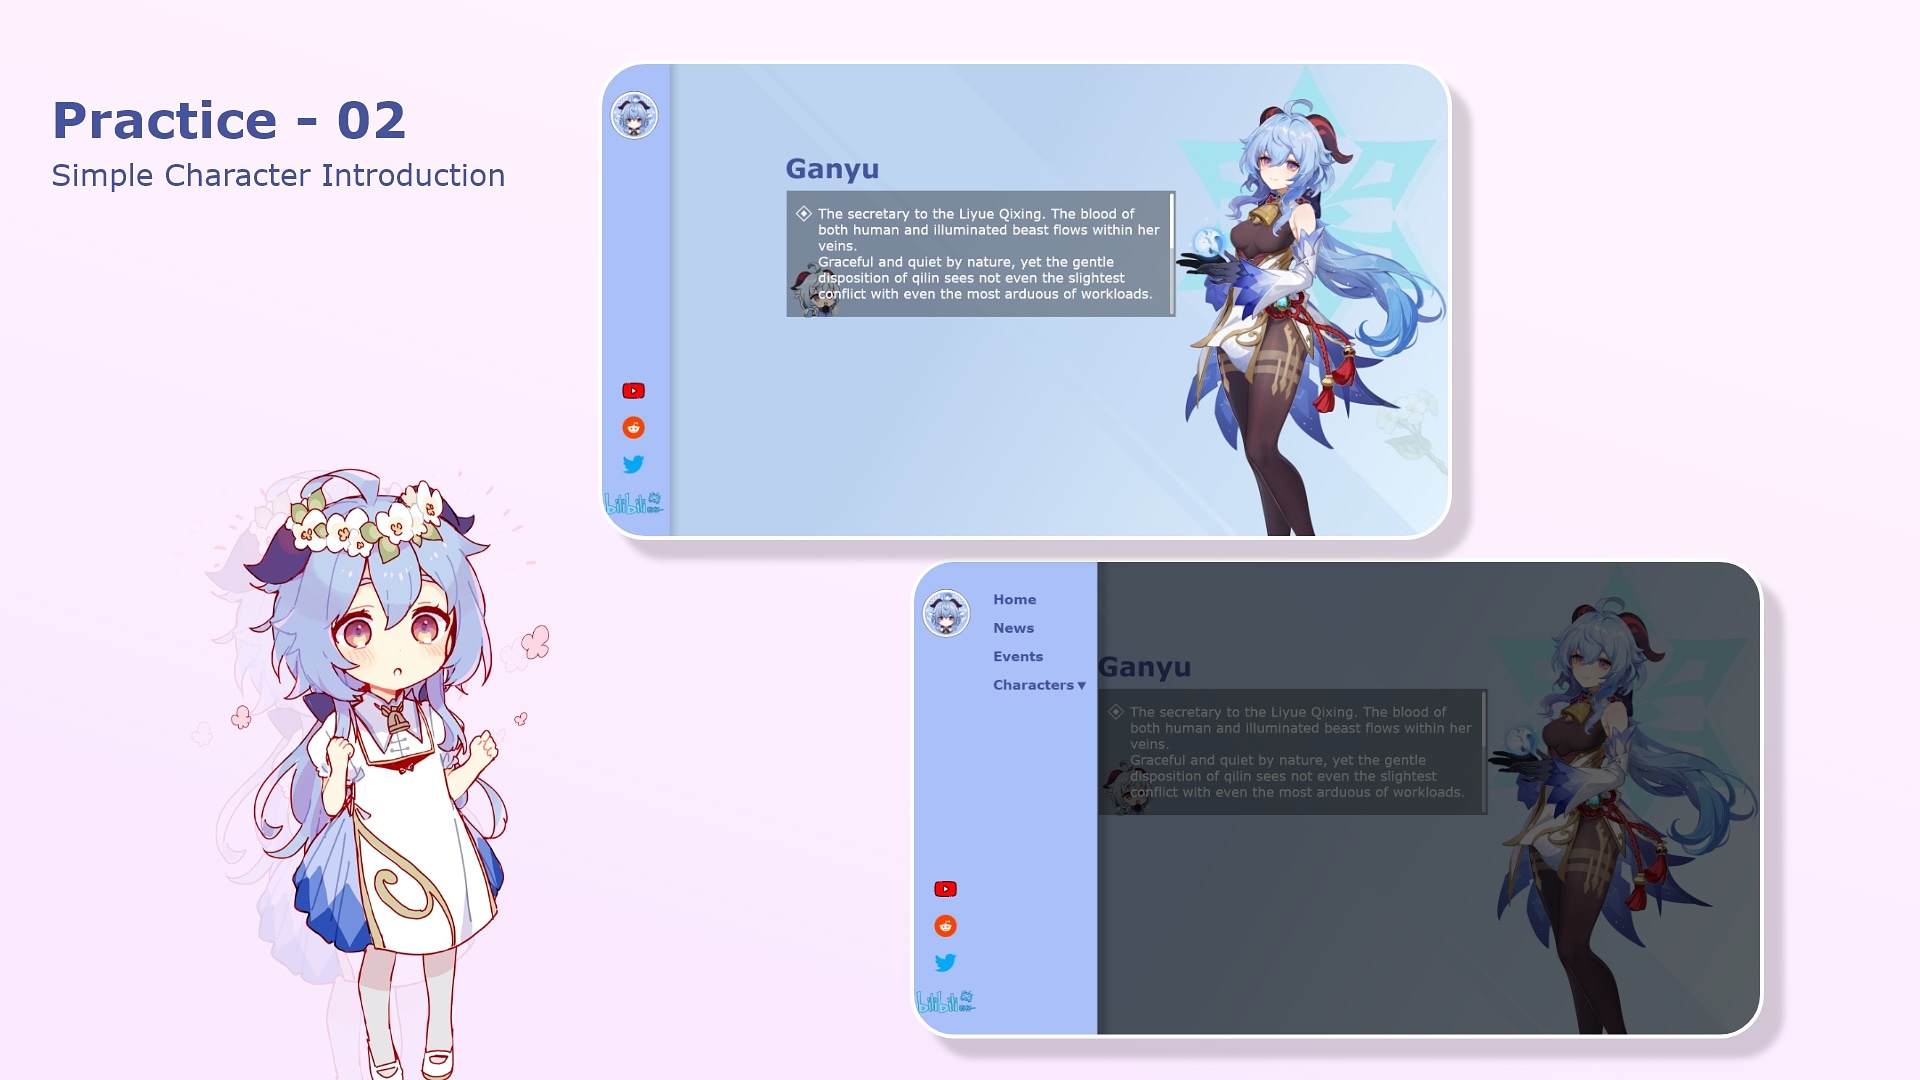 Practice - 02
Simple Character Introduction
Ganyu
The secretary to the Liyue Qixing. The blood of
both human and illuminated beast flows within her
veins.
Graceful and quiet by nature, yet the gentle
disposition of qilin sees not even the slightest
conflict with even the most arduous of workloads.
bilibili
Home
News
Events
Characters ▼
Ganyu
The secretary to the Liyue Qixing. The blood of
both human and illuminated beast flows within her
veins.
Graceful and quiet by nature, yet the gentle
disposition of qilin sees not even the slightest
conflict with even the most arduous of workloads.
bilibili